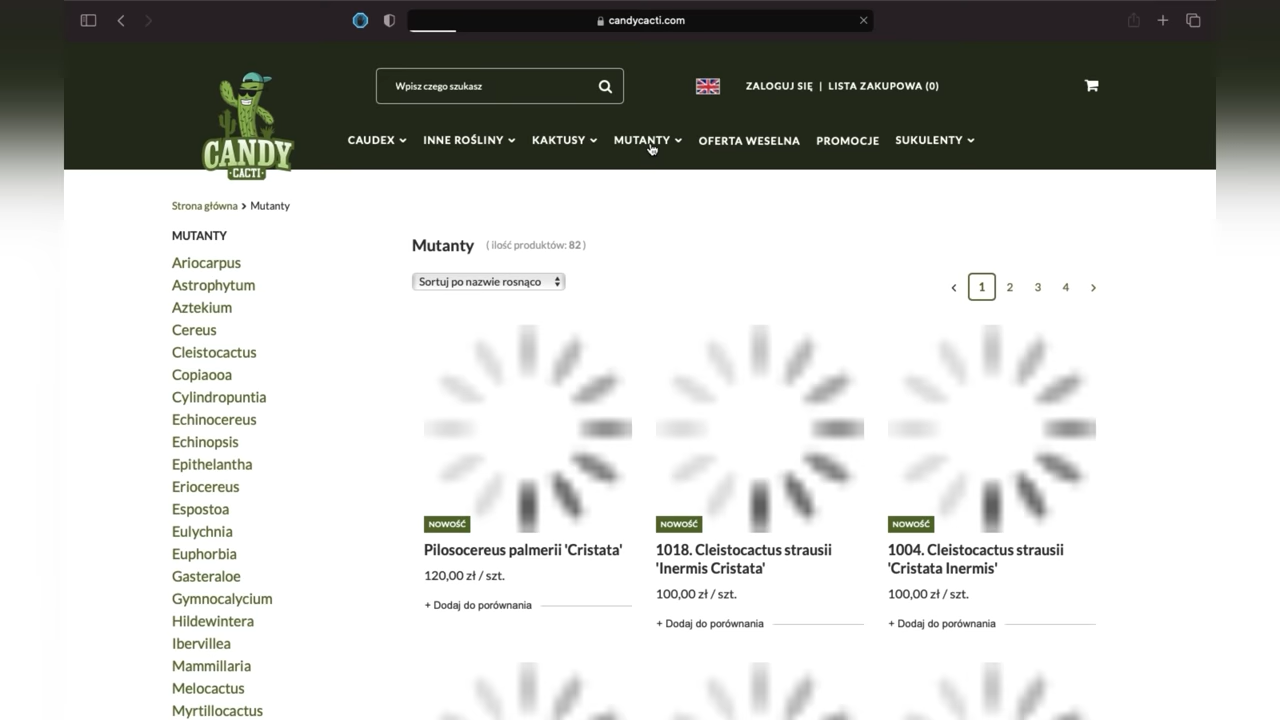 candycacti.com
Wpisz czego szukasz
ZALOGUJ SIĘ | LISTA ZAKUPOWA (0)
CANDY
CACTI
CAUDEX
INNE ROŚLINY
KAKTUSY
MUTANTY
OFERTA WESELNA
PROMOCJE
SUKULENTY
Strona główna > Mutanty
MUTANTY
Ariocarpus
Astrophytum
Aztekium
Cereus
Cleistocactus
Copiaooa
Cylindropuntia
Echinocereus
Echinopsis
Epithelantha
Eriocereus
Espostoa
Eulychnia
Euphorbia
Gasteraloe
Gymnocalycium
Hildewintera
Ibervillea
Mammillaria
Melocactus
Myrtillocactus
Mutanty ( ilość produktów: 82 )
Sortuj po nazwie rosnąco
< 1 2 3 4 >
NOWOŚĆ
Pilosocereus palmerii 'Cristata'
120,00 zł / szt.
+ Dodaj do porównania
NOWOŚĆ
1018. Cleistocactus strausii
'Inermis Cristata'
100,00 zł / szt.
+ Dodaj do porównania
NOWOŚĆ
1004. Cleistocactus strausii
'Cristata Inermis'
100,00 zł / szt.
+ Dodaj do porównania